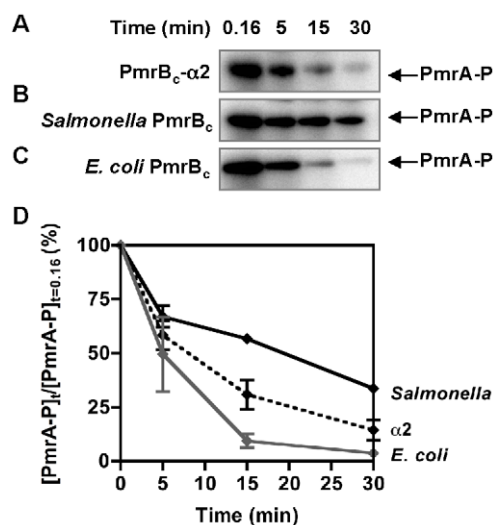 A Time (min) 0.16 5 15 30
PmrBc-α2 PmrA-P
B
Salmonella PmrBc PmrA-P
C
E. coli PmrBc PmrA-P
D
[PmrA-P]t/[PmrA-P]t=0.16 (%)
100
75
50
25
0
Salmonella
α2
E. coli
0 5 10 15 20 25 30
Time (min)